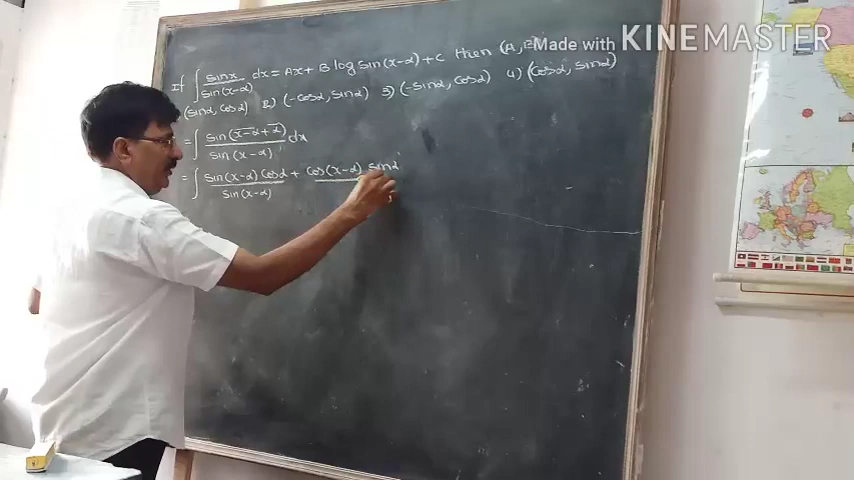 Made with KINEMASTER
If ∫ sinx/sin(x-α) dx = Ax + B log sin(x-α) + C then (A, B)
(sinα, cosα) 2) (-cosα, sinα) 3) (-sinα, cosα) 4) (cosα, sinα)
= ∫ sin(x-α+α)/sin(x-α) dx
= ∫ sin(x-α) cosα/sin(x-α) + cos(x-α) sinα